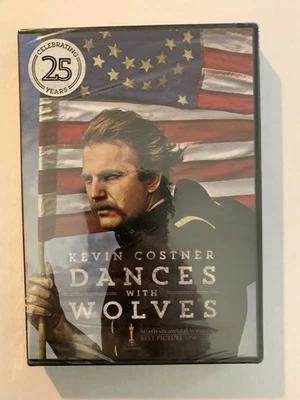 CELEBRATING
25
YEARS
KEVIN COSTNER
DANCES
WITH
WOLVES
BEST PICTURE